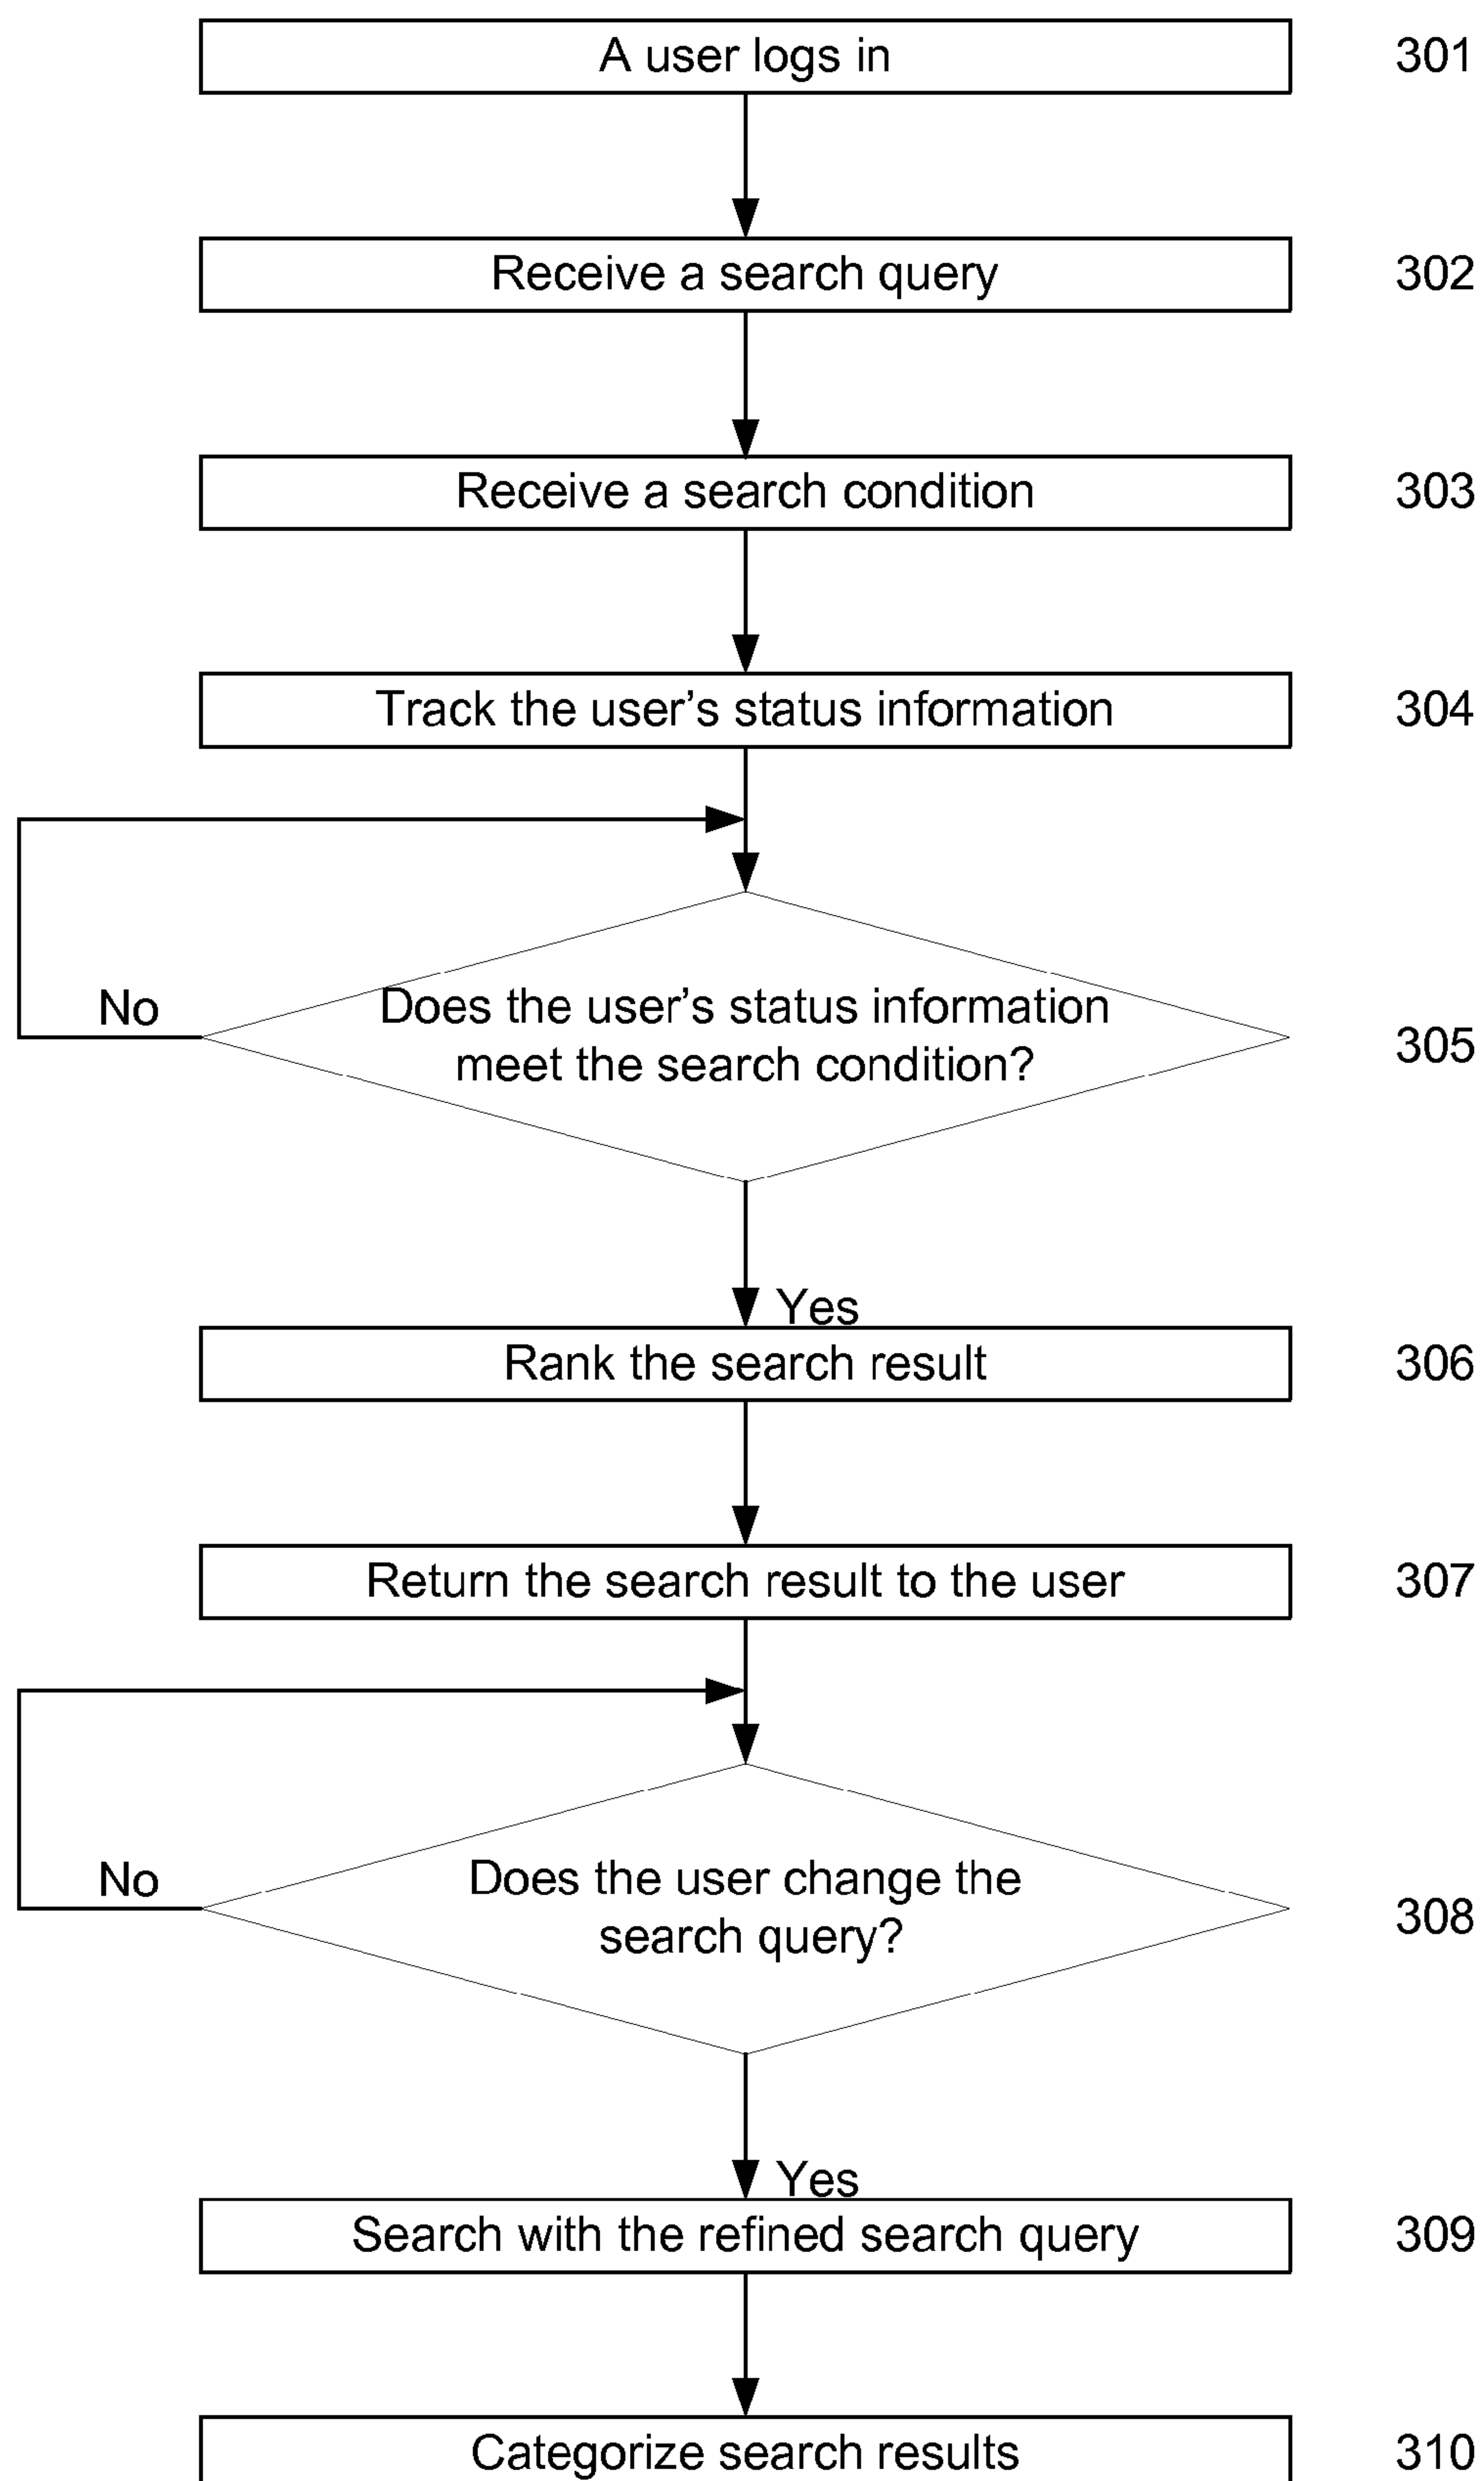 A user logs in 301
Receive a search query 302
Receive a search condition 303
Track the user’s status information 304
No
Does the user’s status information
meet the search condition?
305
Yes
Rank the search result 306
Return the search result to the user 307
No
Does the user change the
search query?
308
Yes
Search with the refined search query 309
Categorize search results 310